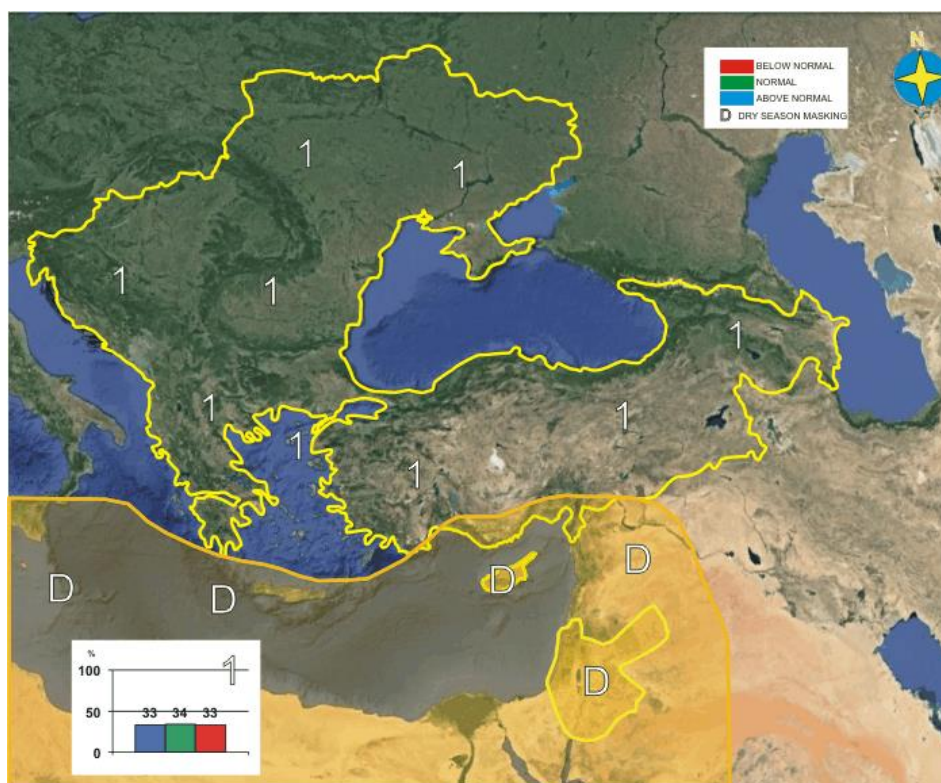 N
BELOW NORMAL
NORMAL
ABOVE NORMAL
D DRY SEASON MASKING
1
1
1
1
1
1
1
1
1
D
D
D
D
D
1
%
100
50
0
33 34 33